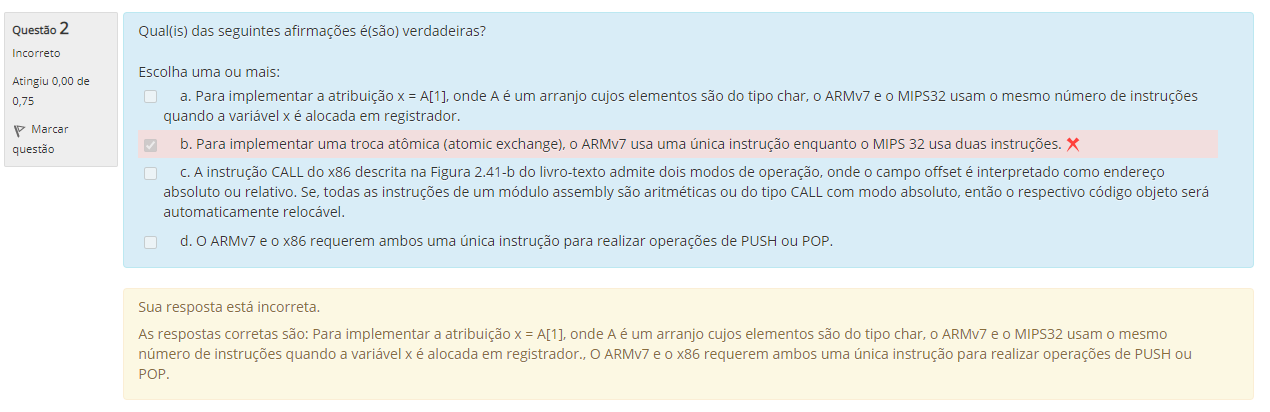 Questão 2
Incorreto
Atingiu 0,00 de
0,75
Marcar
questão
Qual(is) das seguintes afirmações é(são) verdadeiras?
Escolha uma ou mais:
a. Para implementar a atribuição x = A[1], onde A é um arranjo cujos elementos são do tipo char, o ARMv7 e o MIPS32 usam o mesmo número de instruções
quando a variável x é alocada em registrador.
b. Para implementar uma troca atômica (atomic exchange), o ARMv7 usa uma única instrução enquanto o MIPS 32 usa duas instruções.
c. A instrução CALL do x86 descrita na Figura 2.41-b do livro-texto admite dois modos de operação, onde o campo offset é interpretado como endereço
absoluto ou relativo. Se, todas as instruções de um módulo assembly são aritméticas ou do tipo CALL com modo absoluto, então o respectivo código objeto será
automaticamente relocável.
d. O ARMv7 e o x86 requerem ambos uma única instrução para realizar operações de PUSH ou POP.
Sua resposta está incorreta.
As respostas corretas são: Para implementar a atribuição x = A[1], onde A é um arranjo cujos elementos são do tipo char, o ARMv7 e o MIPS32 usam o mesmo
número de instruções quando a variável x é alocada em registrador., O ARMv7 e o x86 requerem ambos uma única instrução para realizar operações de PUSH ou
POP.